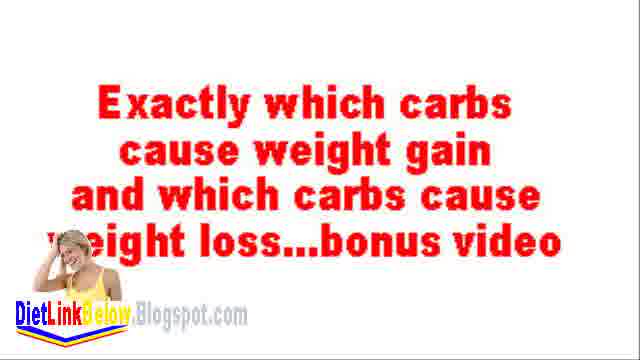 Exactly which carbs
cause weight gain
and which carbs cause
weight loss...bonus video
DietLinkBelow.Blogspot.com